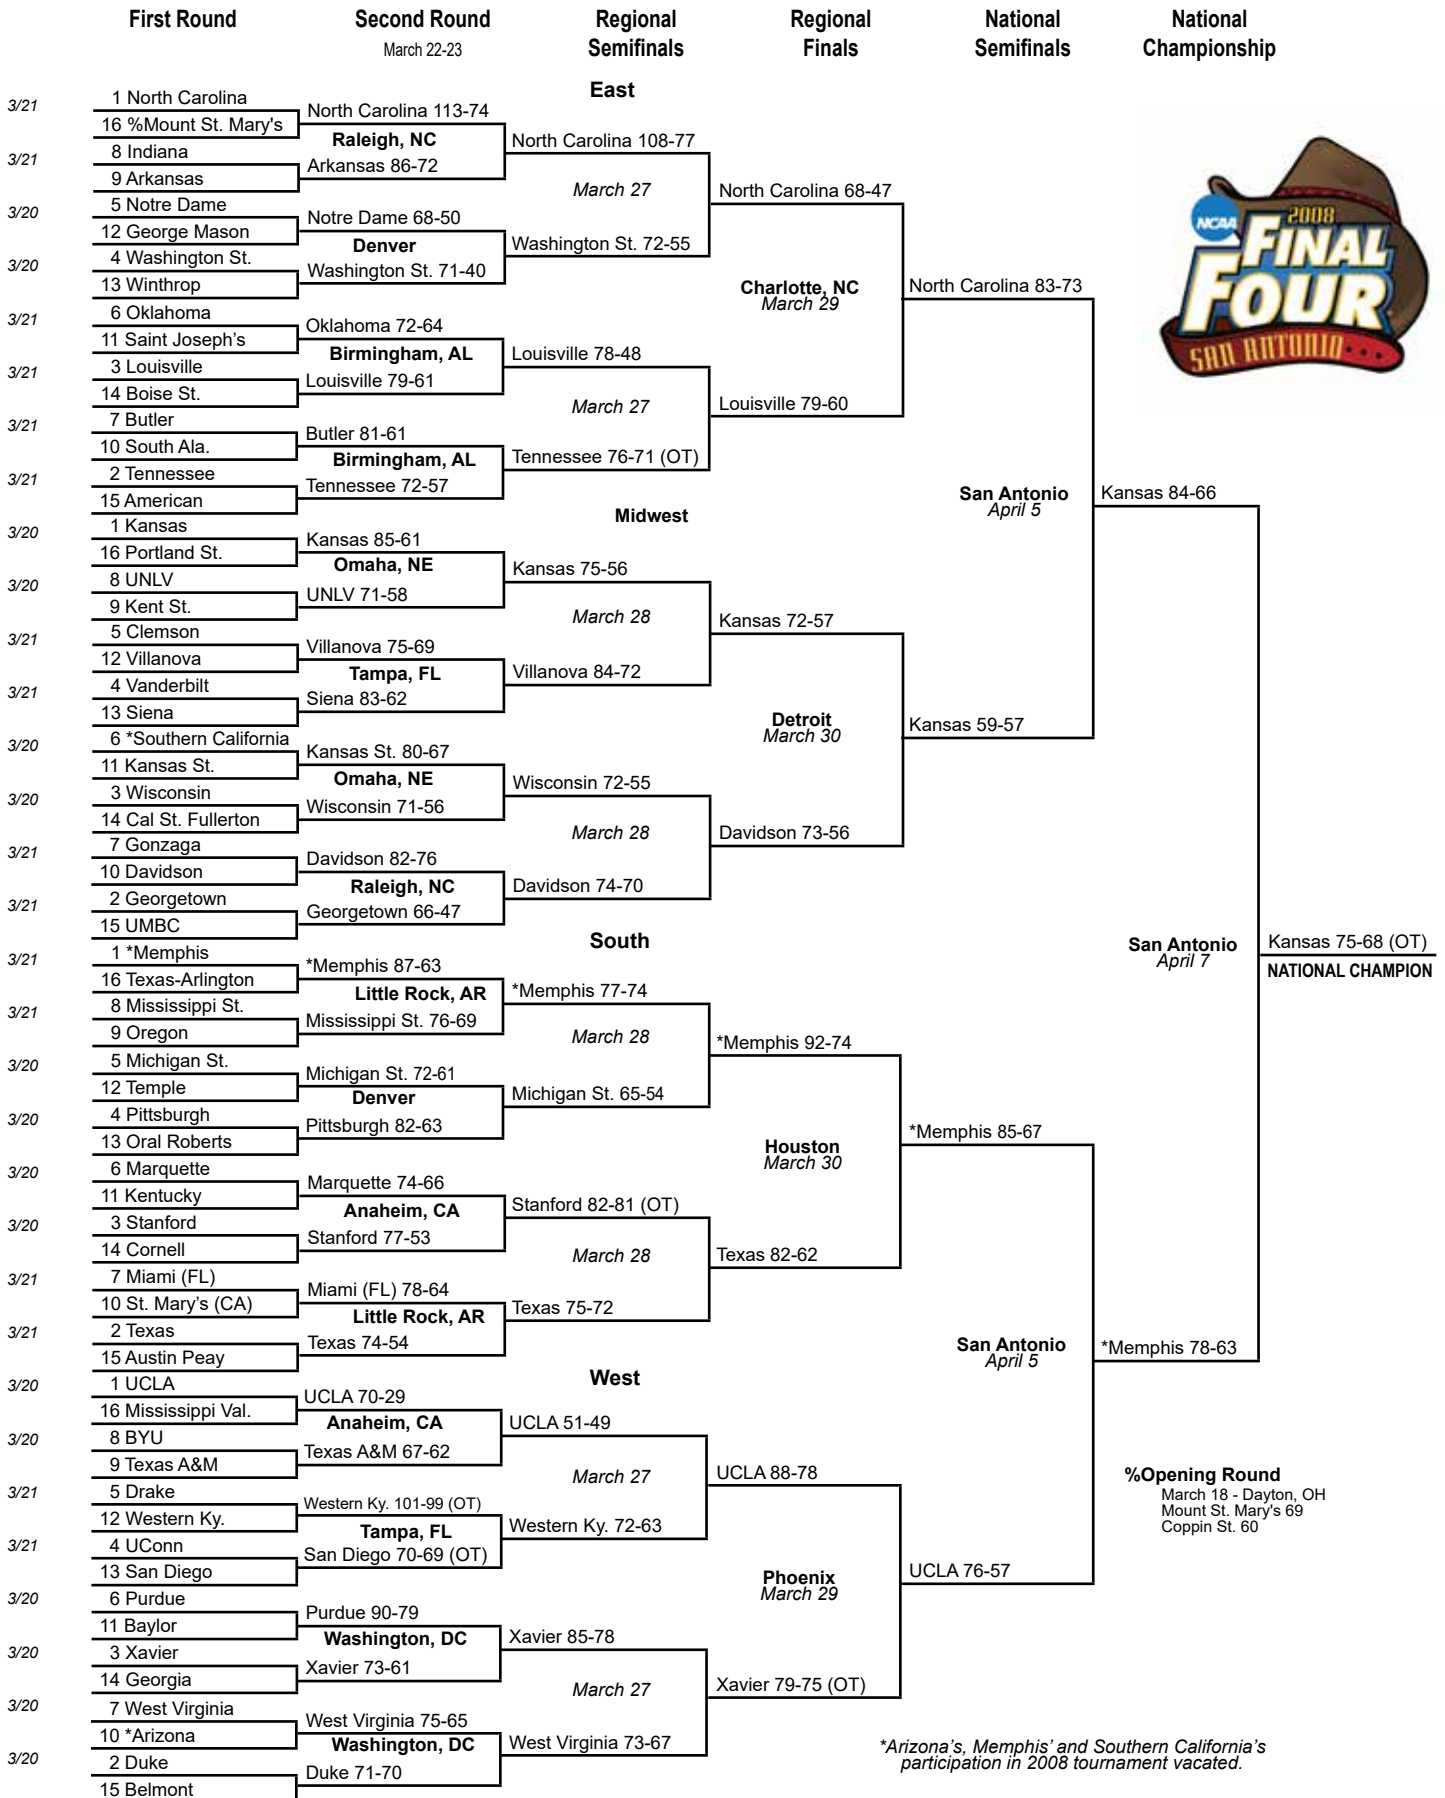 First Round
Second Round
March 22-23
Regional
Semifinals
Regional
Finals
National
Semifinals
National
Championship
East
3/21
1 North Carolina
16 %Mount St. Mary's
North Carolina 113-74
Raleigh, NC
3/21
8 Indiana
9 Arkansas
Arkansas 86-72
North Carolina 108-77
March 27
3/20
5 Notre Dame
12 George Mason
Notre Dame 68-50
Denver
3/20
4 Washington St.
13 Winthrop
Washington St. 71-40
Washington St. 72-55
North Carolina 68-47
Charlotte, NC
March 29
3/21
6 Oklahoma
11 Saint Joseph’s
Oklahoma 72-64
Birmingham, AL
3/21
3 Louisville
14 Boise St.
Louisville 79-61
Louisville 78-48
March 27
3/21
7 Butler
10 South Ala.
Butler 81-61
Birmingham, AL
3/21
2 Tennessee
15 American
Tennessee 72-57
Tennessee 76-71 (OT)
Louisville 79-60
North Carolina 83-73
NCAA
2008
FINAL
FOUR
SAN ANTONIO
Midwest
3/20
1 Kansas
16 Portland St.
Kansas 85-61
Omaha, NE
3/20
8 UNLV
9 Kent St.
UNLV 71-58
Kansas 75-56
March 28
3/21
5 Clemson
12 Villanova
Villanova 75-69
Tampa, FL
3/21
4 Vanderbilt
13 Siena
Siena 83-62
Villanova 84-72
Kansas 72-57
Detroit
March 30
3/20
6 *Southern California
11 Kansas St.
Kansas St. 80-67
Omaha, NE
3/20
3 Wisconsin
14 Cal St. Fullerton
Wisconsin 71-56
Wisconsin 72-55
March 28
3/21
7 Gonzaga
10 Davidson
Davidson 82-76
Raleigh, NC
3/21
2 Georgetown
15 UMBC
Georgetown 66-47
Davidson 74-70
Davidson 73-56
Kansas 59-57
San Antonio
April 5
Kansas 84-66
South
3/21
1 *Memphis
16 Texas-Arlington
*Memphis 87-63
Little Rock, AR
3/21
8 Mississippi St.
9 Oregon
Mississippi St. 76-69
*Memphis 77-74
March 28
3/20
5 Michigan St.
12 Temple
Michigan St. 72-61
Denver
3/20
4 Pittsburgh
13 Oral Roberts
Pittsburgh 82-63
Michigan St. 65-54
*Memphis 92-74
Houston
March 30
3/20
6 Marquette
11 Kentucky
Marquette 74-66
Anaheim, CA
3/20
3 Stanford
14 Cornell
Stanford 77-53
Stanford 82-81 (OT)
March 28
3/21
7 Miami (FL)
10 St. Mary’s (CA)
Miami (FL) 78-64
Little Rock, AR
3/21
2 Texas
15 Austin Peay
Texas 74-54
Texas 75-72
Texas 82-62
*Memphis 85-67
San Antonio
April 7
Kansas 75-68 (OT)
NATIONAL CHAMPION
West
3/20
1 UCLA
16 Mississippi Val.
UCLA 70-29
Anaheim, CA
3/20
8 BYU
9 Texas A&M
Texas A&M 67-62
UCLA 51-49
March 27
3/21
5 Drake
12 Western Ky.
Western Ky. 101-99 (OT)
Tampa, FL
3/21
4 UConn
13 San Diego
San Diego 70-69 (OT)
Western Ky. 72-63
UCLA 88-78
Phoenix
March 29
3/20
6 Purdue
11 Baylor
Purdue 90-79
Washington, DC
3/20
3 Xavier
14 Georgia
Xavier 73-61
Xavier 85-78
March 27
3/20
7 West Virginia
10 *Arizona
West Virginia 75-65
Washington, DC
3/20
2 Duke
15 Belmont
Duke 71-70
West Virginia 73-67
Xavier 79-75 (OT)
UCLA 76-57
San Antonio
April 5
*Memphis 78-63
%Opening Round
March 18 - Dayton, OH
Mount St. Mary's 69
Coppin St. 60
*Arizona’s, Memphis’ and Southern California’s
participation in 2008 tournament vacated.